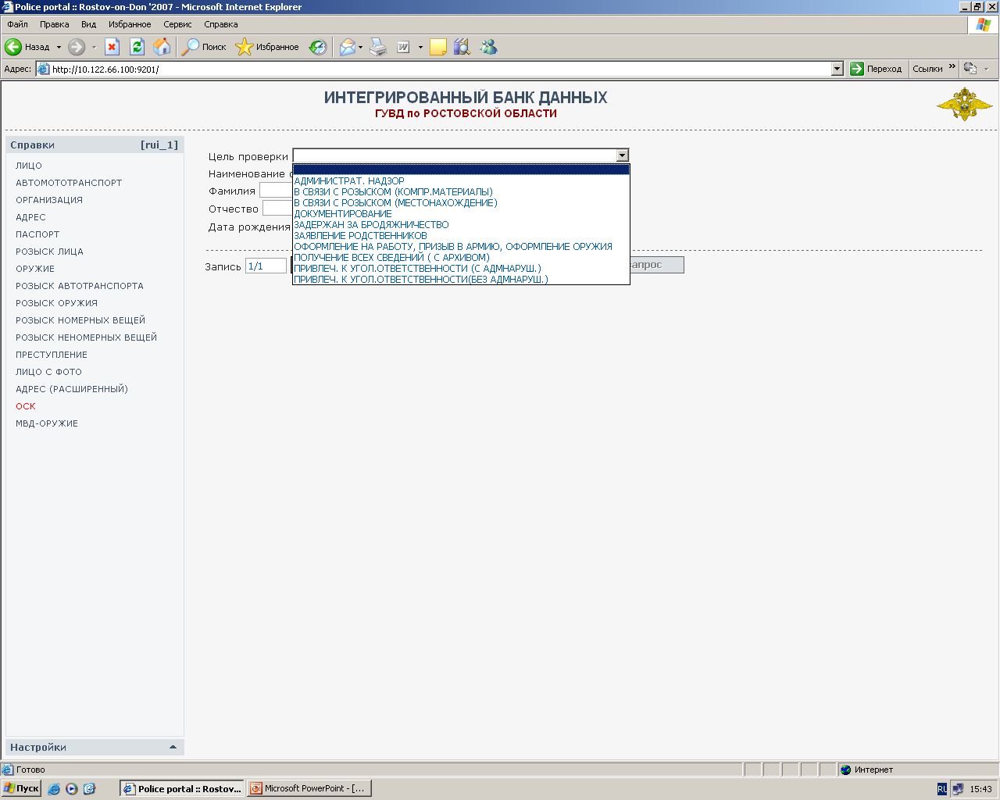 Police portal :: Rostov-on-Don '2007 - Microsoft Internet Explorer
Файл Правка Вид Избранное Сервис Справка
Назад Поиск Избранное
Адрес: http://10.122.66.100:9201/ Переход Ссылки »
ИНТЕГРИРОВАННЫЙ БАНК ДАННЫХ
ГУВД по РОСТОВСКОЙ ОБЛАСТИ
Справки [rui_1]
ЛИЦО
АВТОМОТОТРАНСПОРТ
ОРГАНИЗАЦИЯ
АДРЕС
ПАСПОРТ
РОЗЫСК ЛИЦА
ОРУЖИЕ
РОЗЫСК АВТОТРАНСПОРТА
РОЗЫСК ОРУЖИЯ
РОЗЫСК НОМЕРНЫХ ВЕЩЕЙ
РОЗЫСК НЕНОМЕРНЫХ ВЕЩЕЙ
ПРЕСТУПЛЕНИЕ
ЛИЦО С ФОТО
АДРЕС (РАСШИРЕННЫЙ)
ОСК
МВД-ОРУЖИЕ
Настройки
Цель проверки
Наименование
Фамилия
Отчество
Дата рождения
АДМИНИСТРАТ. НАДЗОР
В СВЯЗИ С РОЗЫСКОМ (КОМПР.МАТЕРИАЛЫ)
В СВЯЗИ С РОЗЫСКОМ (МЕСТОНАХОЖДЕНИЕ)
ДОКУМЕНТИРОВАНИЕ
ЗАДЕРЖАН ЗА БРОДЯЖНИЧЕСТВО
ЗАЯВЛЕНИЕ РОДСТВЕННИКОВ
ОФОРМЛЕНИЕ НА РАБОТУ, ПРИЗЫВ В АРМИЮ, ОФОРМЛЕНИЕ ОРУЖИЯ
ПОЛУЧЕНИЕ ВСЕХ СВЕДЕНИЙ ( С АРХИВОМ)
ПРИВЛЕЧ. К УГОЛ.ОТВЕТСТВЕННОСТИ (С АДМНАРУШ.)
ПРИВЛЕЧ. К УГОЛ.ОТВЕТСТВЕННОСТИ(БЕЗ АДМНАРУШ.)
Запись 1/1 апрос
Готово Интернет
Пуск Police portal :: Rostov... Microsoft PowerPoint - [... RU 15:43